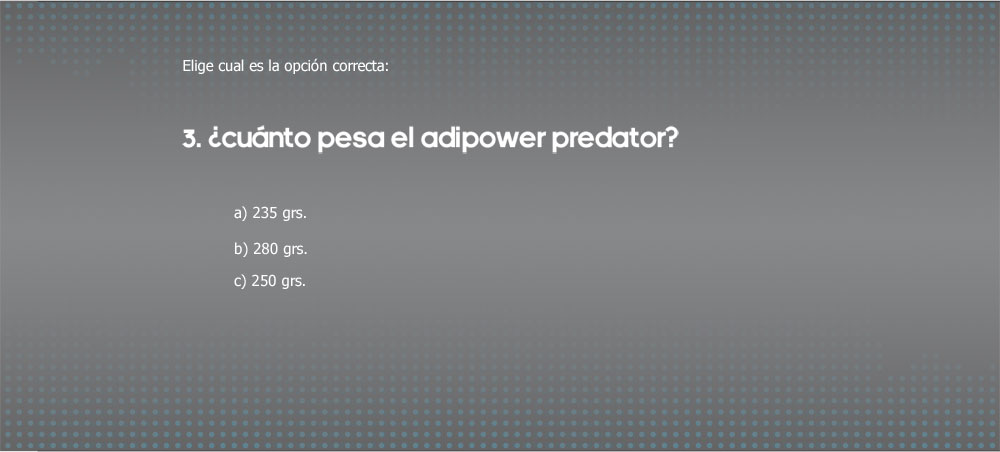 Elige cual es la opción correcta:
3. ¿cuánto pesa el adipower predator?
a) 235 grs.
b) 280 grs.
c) 250 grs.